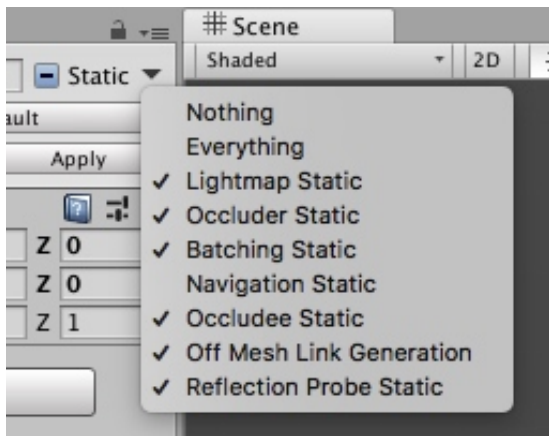 Scene
Shaded
2D
Static
Nothing
ault
Everything
Apply
Lightmap Static
Occluder Static
Z 0
Batching Static
Z 0
Navigation Static
Z 1
Occludee Static
Off Mesh Link Generation
Reflection Probe Static